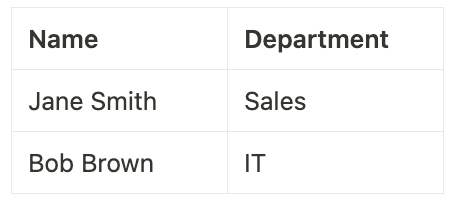 Name Department
Jane Smith Sales
Bob Brown IT